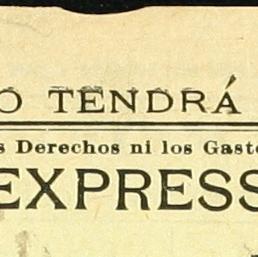 O TENDRÁ
s Derechos ni los Gast
EXPRESS